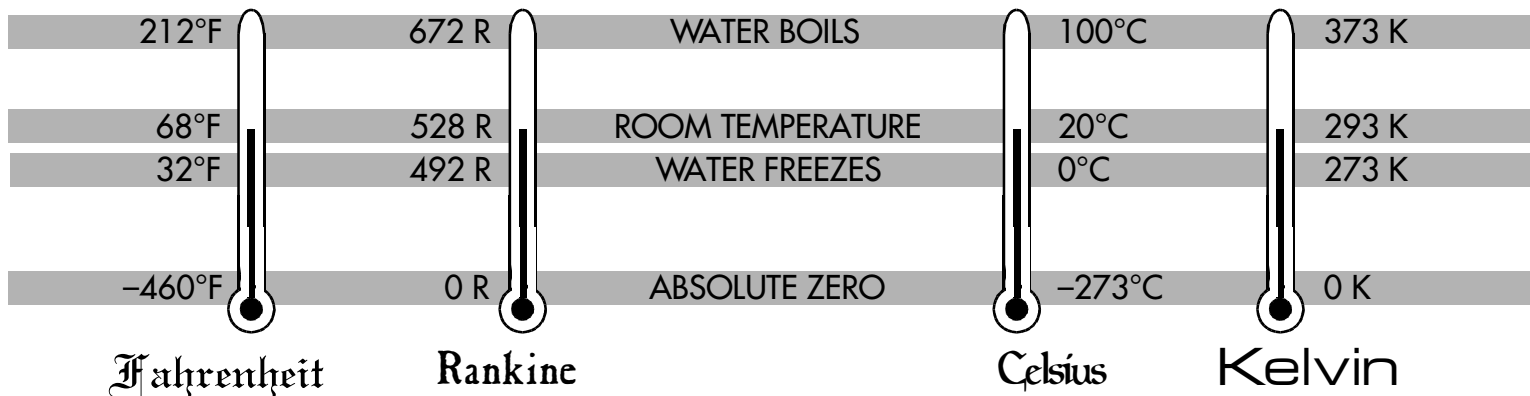 212°F 672 R WATER BOILS 100°C 373 K
68°F 528 R ROOM TEMPERATURE 20°C 293 K
32°F 492 R WATER FREEZES 0°C 273 K
–460°F 0 R ABSOLUTE ZERO –273°C 0 K
Fahrenheit Rankine Celsius Kelvin